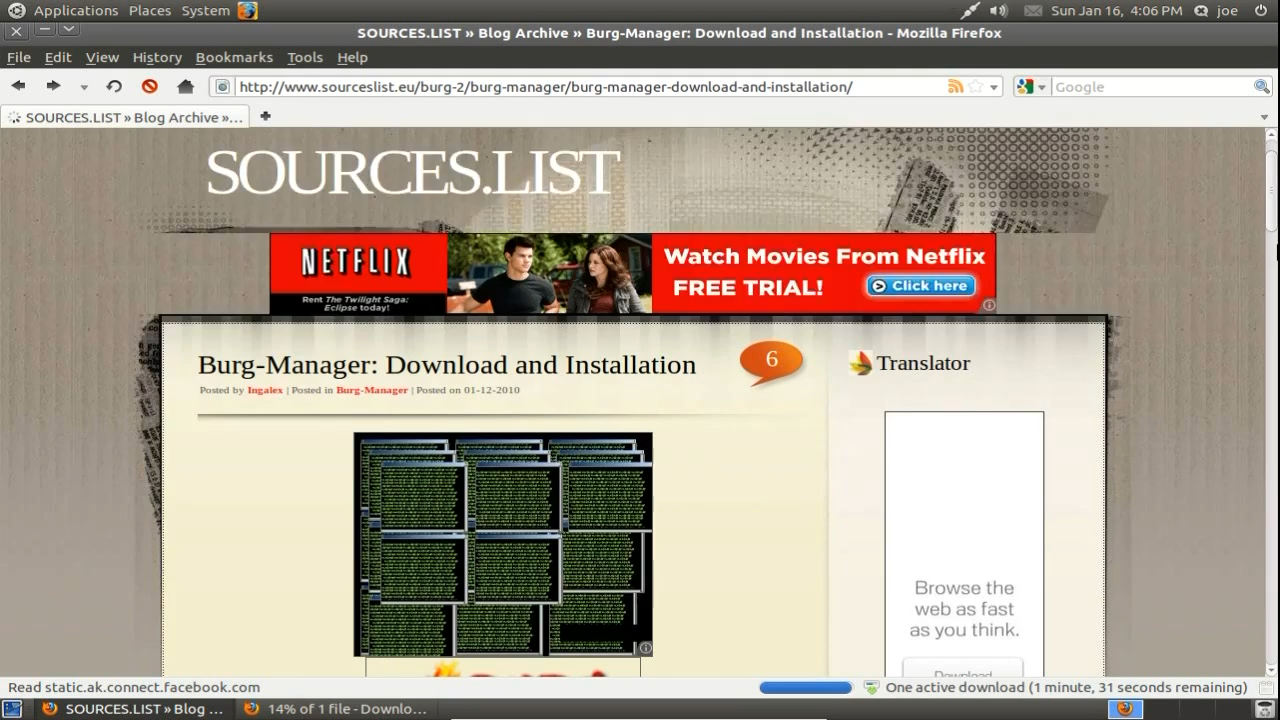 Applications Places System
Sun Jan 16, 4:06 PM joe
SOURCES.LIST » Blog Archive » Burg-Manager: Download and Installation - Mozilla Firefox
File Edit View History Bookmarks Tools Help
http://www.sourceslist.eu/burg-2/burg-manager/burg-manager-download-and-installation/
Google
SOURCES.LIST » Blog Archive »...
SOURCES.LIST
NETFLIX
Rent The Twilight Saga:
Eclipse today!
Watch Movies From Netflix
FREE TRIAL!
Click here
Burg-Manager: Download and Installation
6
Posted by Ingalex | Posted in Burg-Manager | Posted on 01-12-2010
Translator
Browse the
web as fast
as you think.
Download
Read static.ak.connect.facebook.com
One active download (1 minute, 31 seconds remaining)
SOURCES.LIST » Blog ...
14% of 1 file - Downlo...